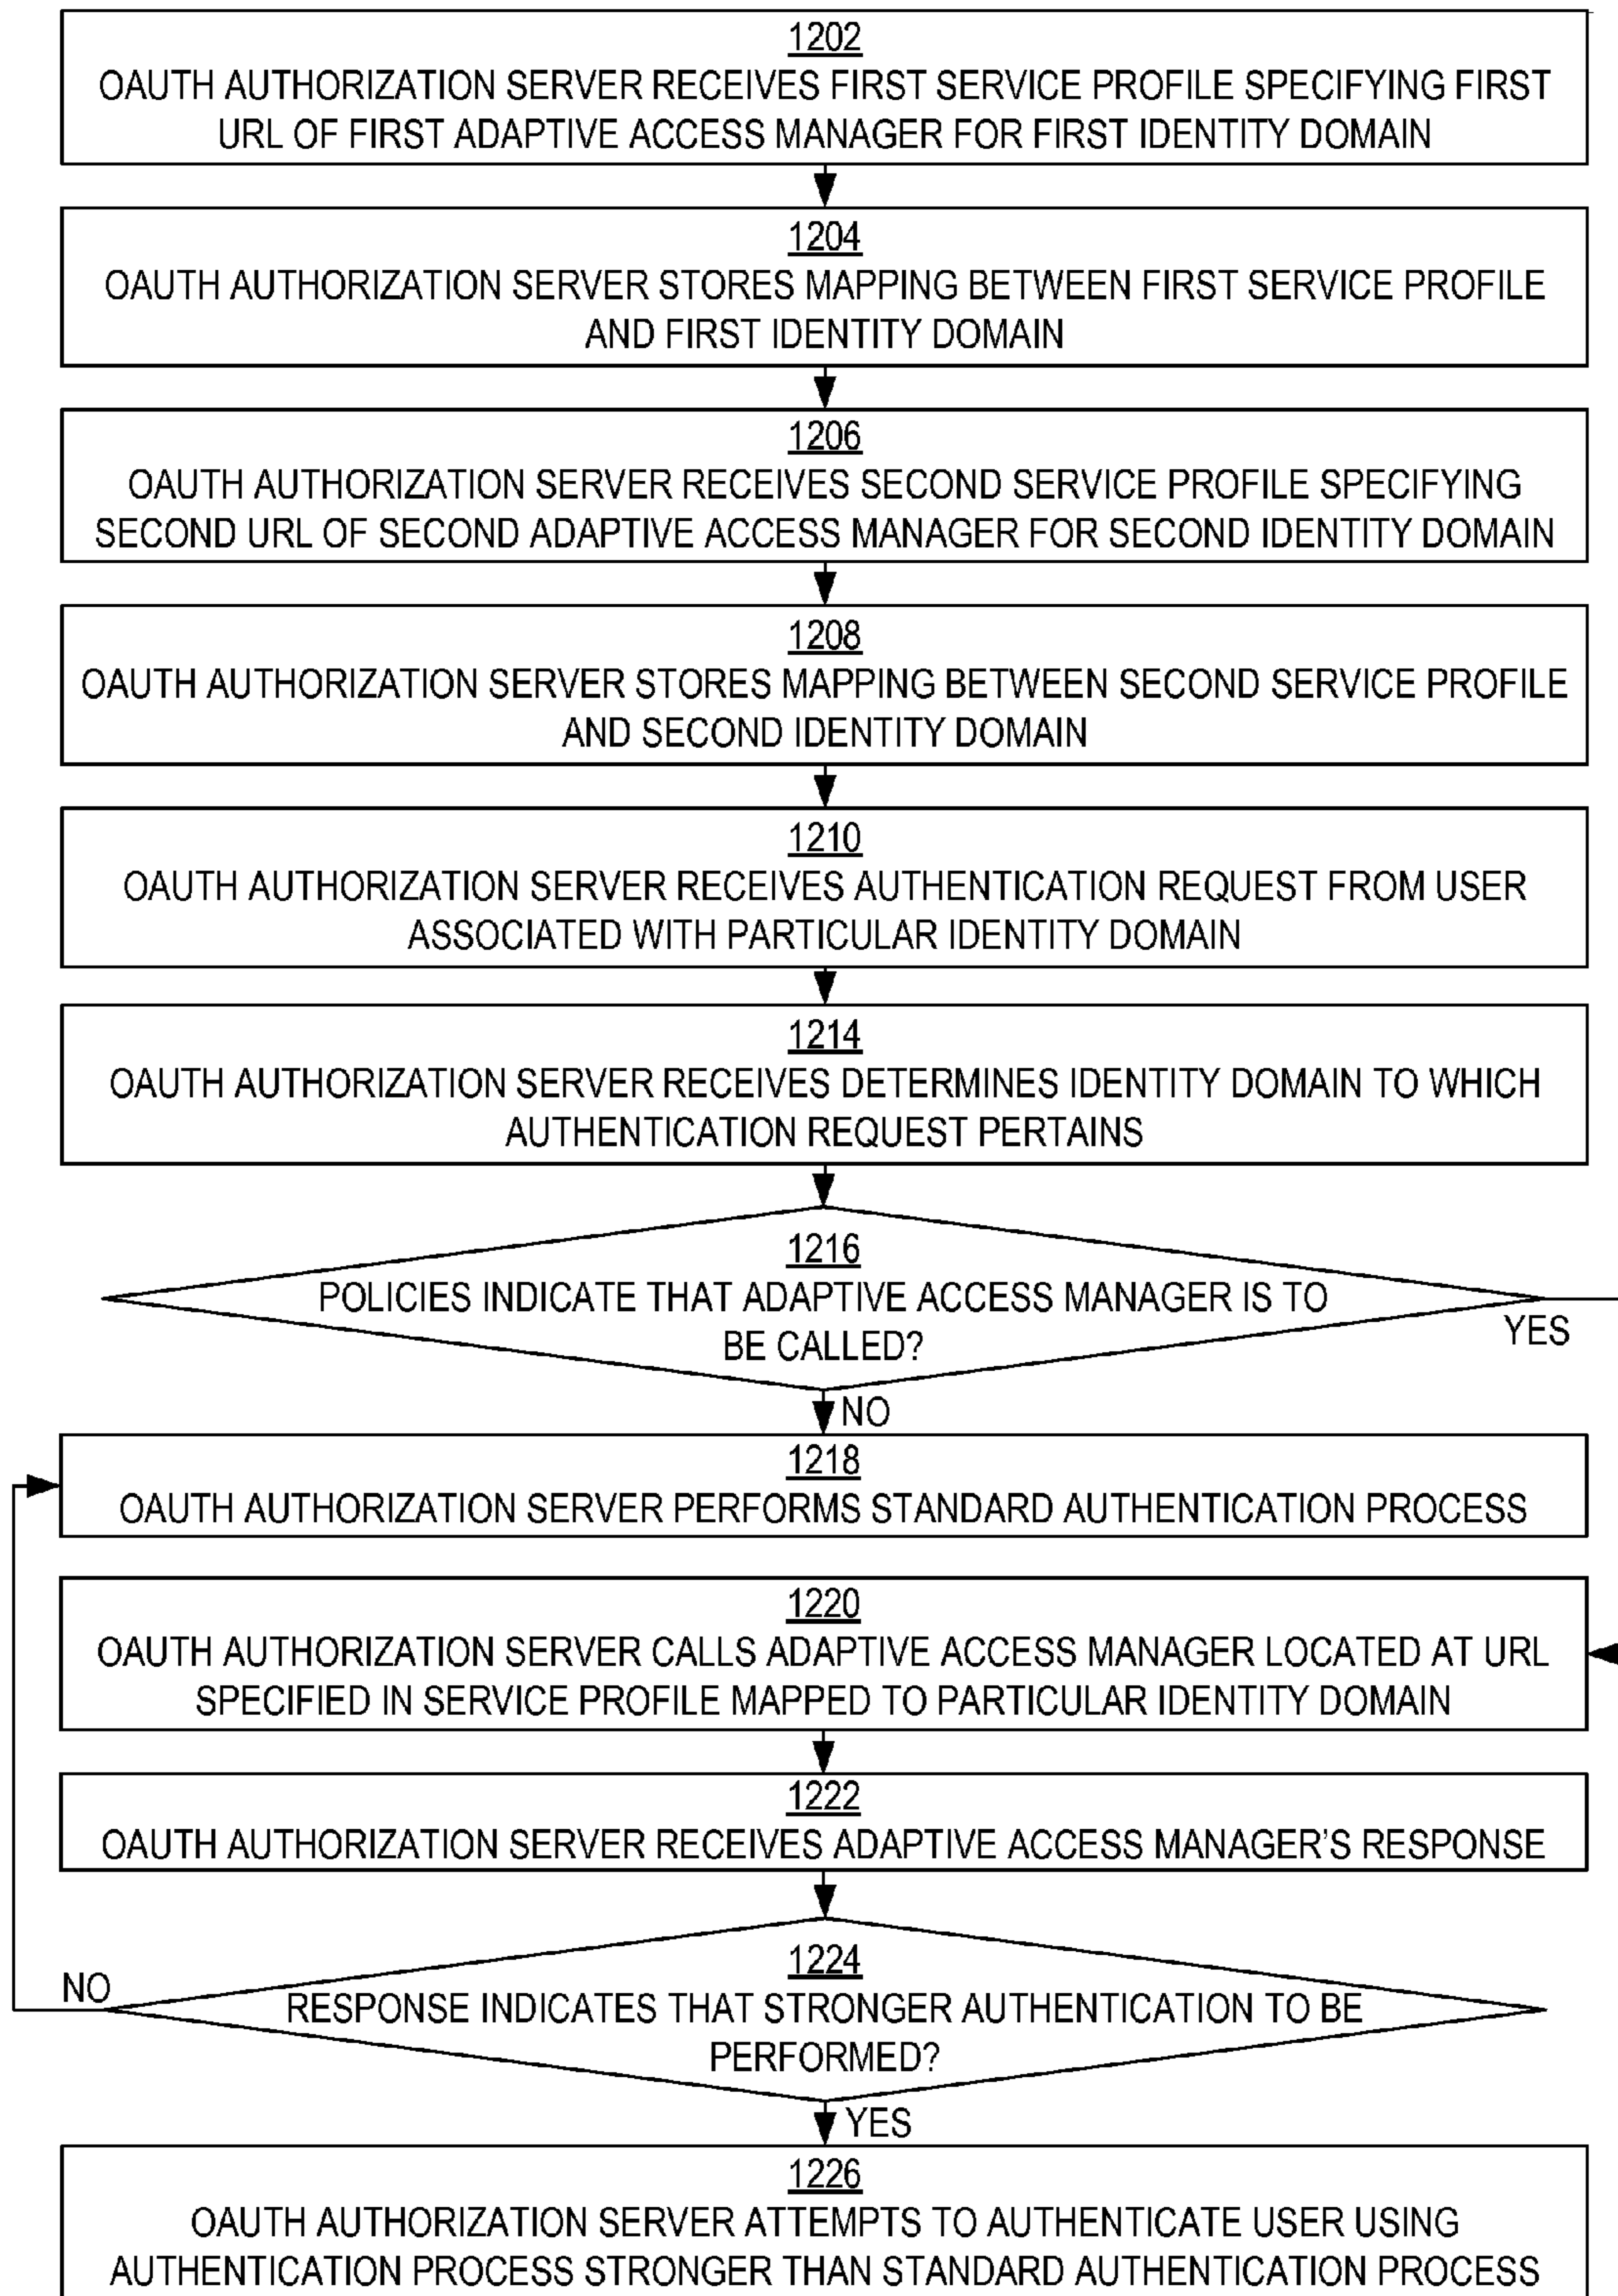 1202
OAUTH AUTHORIZATION SERVER RECEIVES FIRST SERVICE PROFILE SPECIFYING FIRST
URL OF FIRST ADAPTIVE ACCESS MANAGER FOR FIRST IDENTITY DOMAIN
1204
OAUTH AUTHORIZATION SERVER STORES MAPPING BETWEEN FIRST SERVICE PROFILE
AND FIRST IDENTITY DOMAIN
1206
OAUTH AUTHORIZATION SERVER RECEIVES SECOND SERVICE PROFILE SPECIFYING
SECOND URL OF SECOND ADAPTIVE ACCESS MANAGER FOR SECOND IDENTITY DOMAIN
1208
OAUTH AUTHORIZATION SERVER STORES MAPPING BETWEEN SECOND SERVICE PROFILE
AND SECOND IDENTITY DOMAIN
1210
OAUTH AUTHORIZATION SERVER RECEIVES AUTHENTICATION REQUEST FROM USER
ASSOCIATED WITH PARTICULAR IDENTITY DOMAIN
1214
OAUTH AUTHORIZATION SERVER RECEIVES DETERMINES IDENTITY DOMAIN TO WHICH
AUTHENTICATION REQUEST PERTAINS
1216
POLICIES INDICATE THAT ADAPTIVE ACCESS MANAGER IS TO
BE CALLED?
YES
NO
1218
OAUTH AUTHORIZATION SERVER PERFORMS STANDARD AUTHENTICATION PROCESS
1220
OAUTH AUTHORIZATION SERVER CALLS ADAPTIVE ACCESS MANAGER LOCATED AT URL
SPECIFIED IN SERVICE PROFILE MAPPED TO PARTICULAR IDENTITY DOMAIN
1222
OAUTH AUTHORIZATION SERVER RECEIVES ADAPTIVE ACCESS MANAGER'S RESPONSE
1224
NO
RESPONSE INDICATES THAT STRONGER AUTHENTICATION TO BE
PERFORMED?
YES
1226
OAUTH AUTHORIZATION SERVER ATTEMPTS TO AUTHENTICATE USER USING
AUTHENTICATION PROCESS STRONGER THAN STANDARD AUTHENTICATION PROCESS